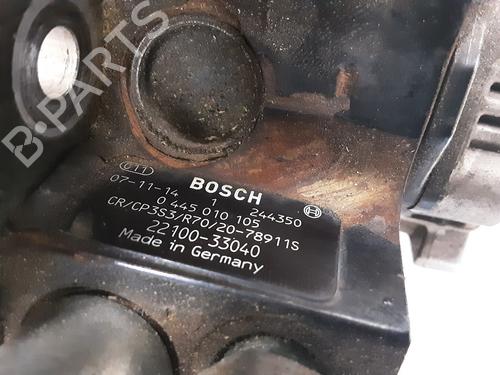 B-PARTS
011
07-11-14 BOSCH
1 244350
0 445 010 105
CR/CP3S3/R70/20-78911S
22100-33040
Made in Germany